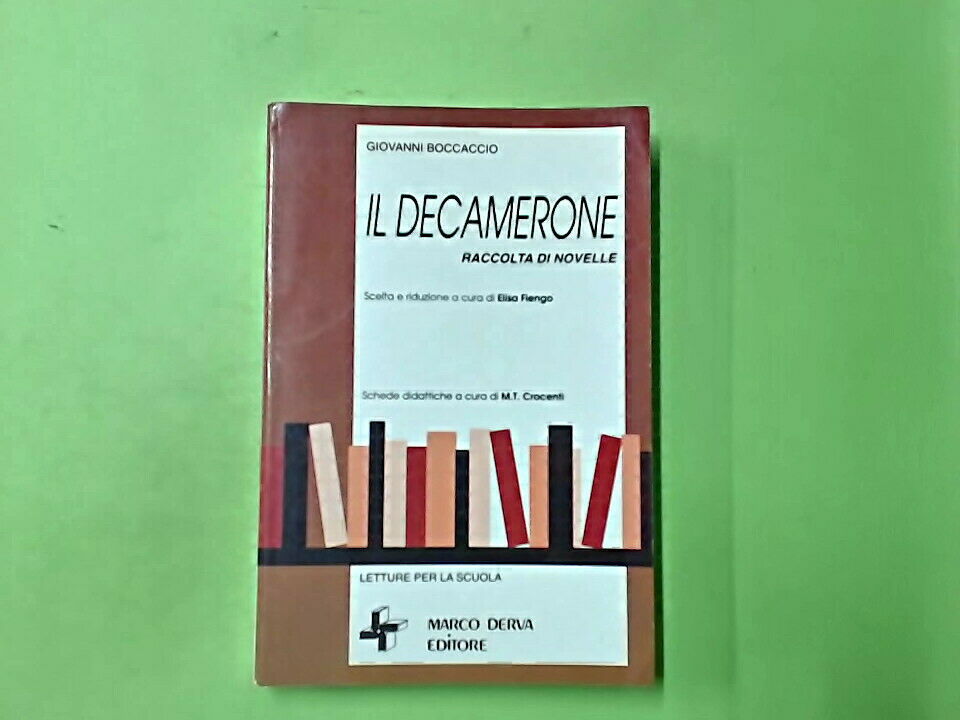 GIOVANNI BOCCACCIO
IL DECAMERONE
RACCOLTA DI NOVELLE
Scelta e riduzione a cura di Elisa Fiengo
Schede didattiche a cura di M.T. Crocenti
LETTURE PER LA SCUOLA
MARCO DERVA
EDITORE